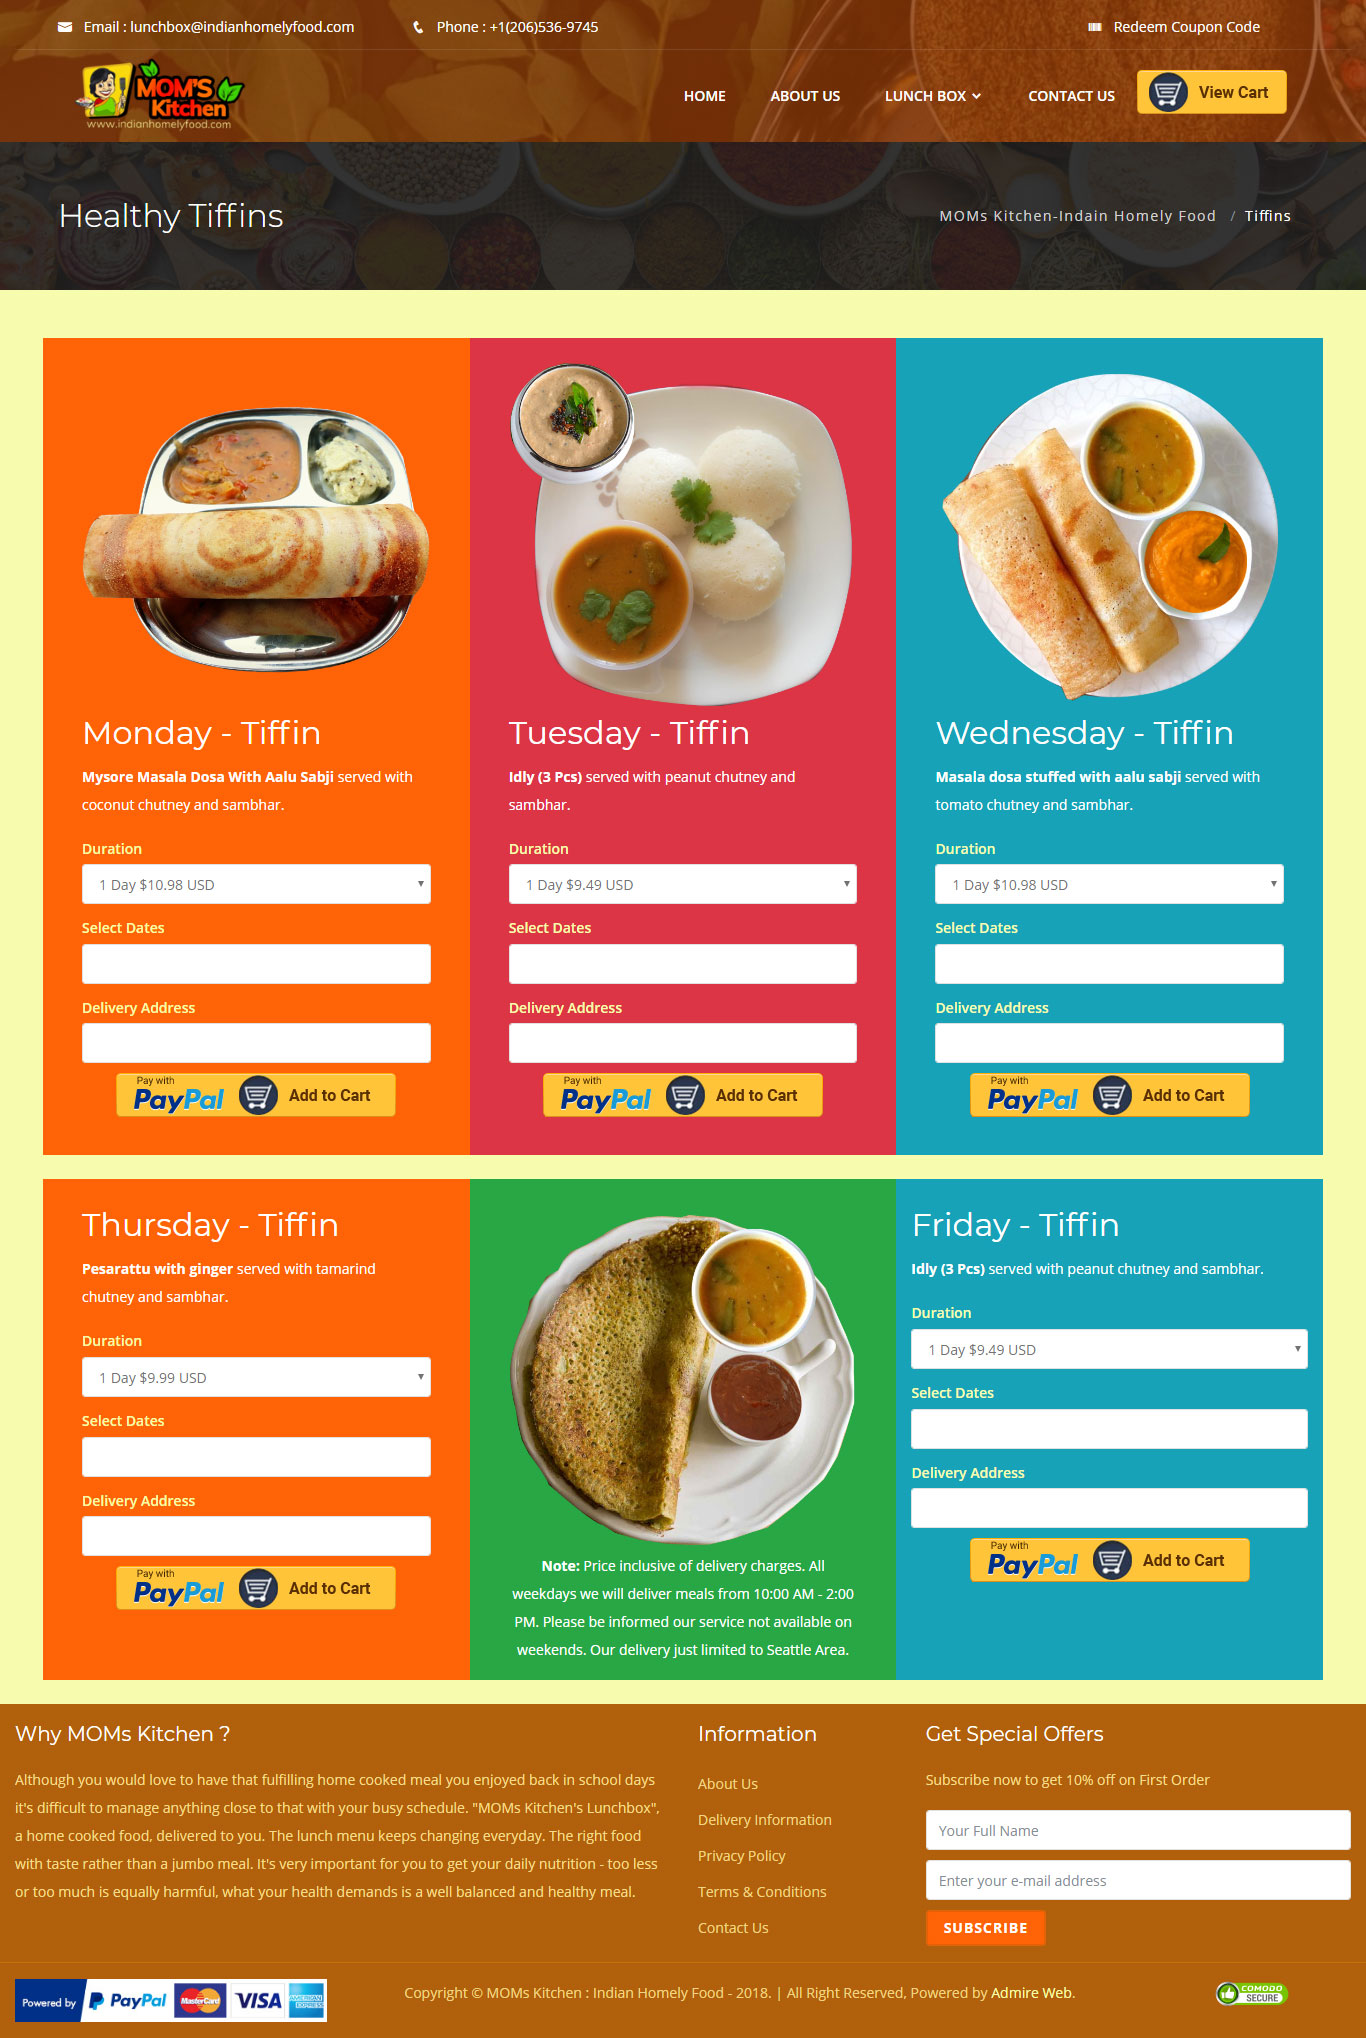 Email : lunchbox@indianhomelyfood.com
Phone : +1(206)536-9745
Redeem Coupon Code
MOM'S
Kitchen
www.indianhomelyfood.com
HOME
ABOUT US
LUNCH BOX
CONTACT US
View Cart
Healthy Tiffins
MOMs Kitchen-Indain Homely Food / Tiffins
Monday - Tiffin
Mysore Masala Dosa With Aalu Sabji served with
coconut chutney and sambhar.
Duration
1 Day $10.98 USD
Select Dates
Delivery Address
Pay with
PayPal
Add to Cart
Tuesday - Tiffin
Idly (3 Pcs) served with peanut chutney and
sambhar.
Duration
1 Day $9.49 USD
Select Dates
Delivery Address
Pay with
PayPal
Add to Cart
Wednesday - Tiffin
Masala dosa stuffed with aalu sabji served with
tomato chutney and sambhar.
Duration
1 Day $10.98 USD
Select Dates
Delivery Address
Pay with
PayPal
Add to Cart
Thursday - Tiffin
Pesarattu with ginger served with tamarind
chutney and sambhar.
Duration
1 Day $9.99 USD
Select Dates
Delivery Address
Pay with
PayPal
Add to Cart
Note: Price inclusive of delivery charges. All
weekdays we will deliver meals from 10:00 AM - 2:00
PM. Please be informed our service not available on
weekends. Our delivery just limited to Seattle Area.
Friday - Tiffin
Idly (3 Pcs) served with peanut chutney and sambhar.
Duration
1 Day $9.49 USD
Select Dates
Delivery Address
Pay with
PayPal
Add to Cart
Why MOMs Kitchen ?
Although you would love to have that fulfilling home cooked meal you enjoyed back in school days
it's difficult to manage anything close to that with your busy schedule. "MOMs Kitchen's Lunchbox",
a home cooked food, delivered to you. The lunch menu keeps changing everyday. The right food
with taste rather than a jumbo meal. It's very important for you to get your daily nutrition - too less
or too much is equally harmful, what your health demands is a well balanced and healthy meal.
Information
About Us
Delivery Information
Privacy Policy
Terms & Conditions
Contact Us
Get Special Offers
Subscribe now to get 10% off on First Order
Your Full Name
Enter your e-mail address
SUBSCRIBE
Powered by PayPal MasterCard VISA AMERICAN EXPRESS
Copyright © MOMs Kitchen : Indian Homely Food - 2018. | All Right Reserved, Powered by Admire Web.
COMODO
SECURE